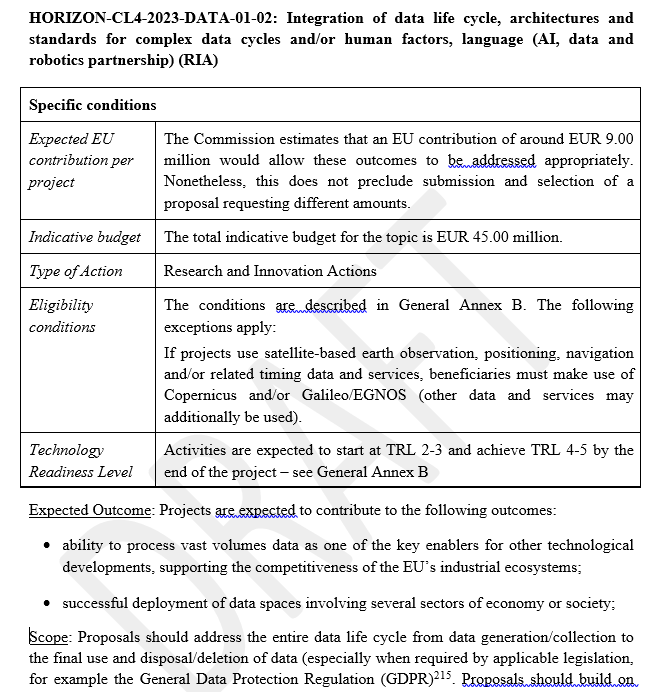 HORIZON-CL4-2023-DATA-01-02: Integration of data life cycle, architectures and
standards for complex data cycles and/or human factors, language (AI, data and
robotics partnership) (RIA)
Specific conditions
Expected EU
contribution per
project
The Commission estimates that an EU contribution of around EUR 9.00
million would allow these outcomes to be addressed appropriately.
Nonetheless, this does not preclude submission and selection of a
proposal requesting different amounts.
Indicative budget
The total indicative budget for the topic is EUR 45.00 million.
Type of Action
Research and Innovation Actions
Eligibility
conditions
The conditions are described in General Annex B. The following
exceptions apply:
If projects use satellite-based earth observation, positioning, navigation
and/or related timing data and services, beneficiaries must make use of
Copernicus and/or Galileo/EGNOS (other data and services may
additionally be used).
Technology
Readiness Level
Activities are expected to start at TRL 2-3 and achieve TRL 4-5 by the
end of the project – see General Annex B
Expected Outcome: Projects are expected to contribute to the following outcomes:
• ability to process vast volumes data as one of the key enablers for other technological
developments, supporting the competitiveness of the EU's industrial ecosystems;
• successful deployment of data spaces involving several sectors of economy or society;
Scope: Proposals should address the entire data life cycle from data generation/collection to
the final use and disposal/deletion of data (especially when required by applicable legislation,
for example the General Data Protection Regulation (GDPR)215. Proposals should build on
DRAFT